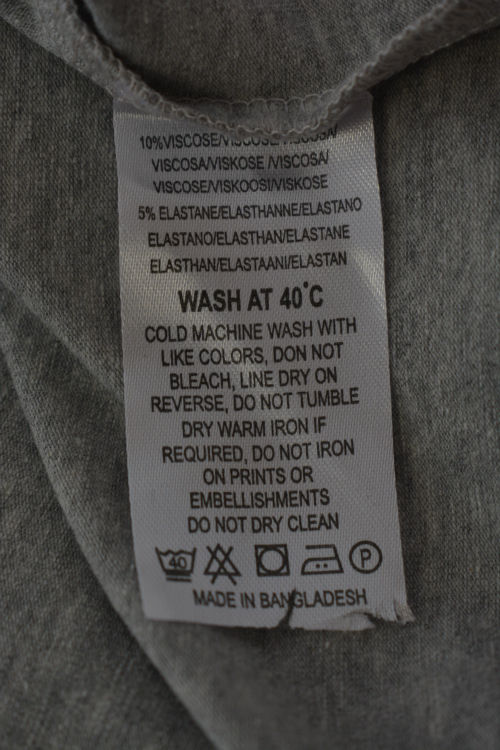 10%VISCOSE/VISCOSE/VISCOSA/
VISCOSA/VISKOSE /VISCOSA/
VISCOSE/VISKOOSI/VISKOSE
5% ELASTANE/ELASTHANNE/ELASTANO
ELASTANO/ELASTHAN/ELASTANE
ELASTHAN/ELASTAANI/ELASTAN
WASH AT 40°C
COLD MACHINE WASH WITH
LIKE COLORS, DON NOT
BLEACH, LINE DRY ON
REVERSE, DO NOT TUMBLE
DRY WARM IRON IF
REQUIRED, DO NOT IRON
ON PRINTS OR
EMBELLISHMENTS
DO NOT DRY CLEAN
40 P
MADE IN BANGLADESH